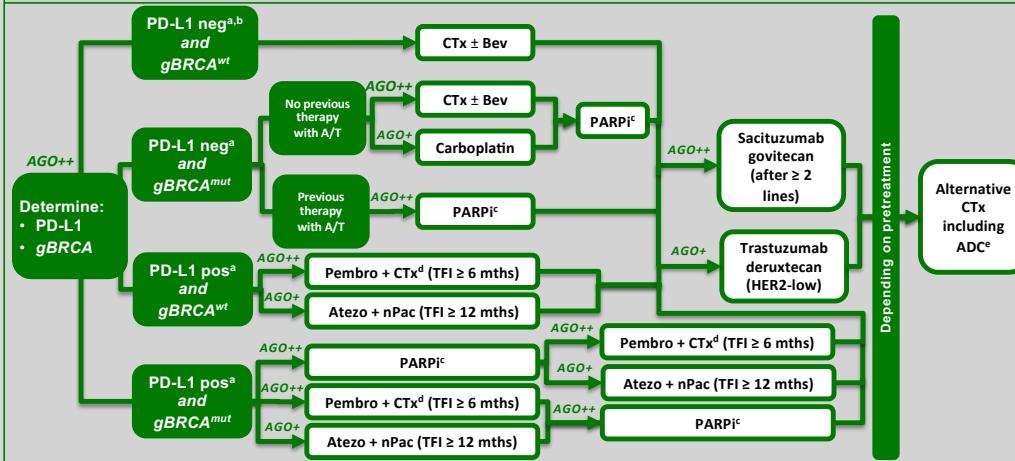 AGO++
Determine:
• PD-L1
• gBRCA
PD-L1 neg^a,b
and
gBRCA^wt
CTx ± Bev
PD-L1 neg^a
and
gBRCA^mut
No previous
therapy
with A/T
AGO++
CTx ± Bev
AGO+
Carboplatin
PARPi^c
Previous
therapy
with A/T
AGO++
PARPi^c
PD-L1 pos^a
and
gBRCA^wt
AGO++
Pembro + CTx^d (TFI ≥ 6 mths)
AGO+
Atezo + nPac (TFI ≥ 12 mths)
PD-L1 pos^a
and
gBRCA^mut
AGO++
PARPi^c
AGO++
Pembro + CTx^d (TFI ≥ 6 mths)
AGO+
Atezo + nPac (TFI ≥ 12 mths)
AGO++
Pembro + CTx^d (TFI ≥ 6 mths)
AGO+
Atezo + nPac (TFI ≥ 12 mths)
AGO++
PARPi^c
AGO++
Sacituzumab
govitecan
(after ≥ 2
lines)
AGO+
Trastuzumab
deruxtecan
(HER2-low)
Depending on pretreatment
Alternative
CTx
including
ADC^e